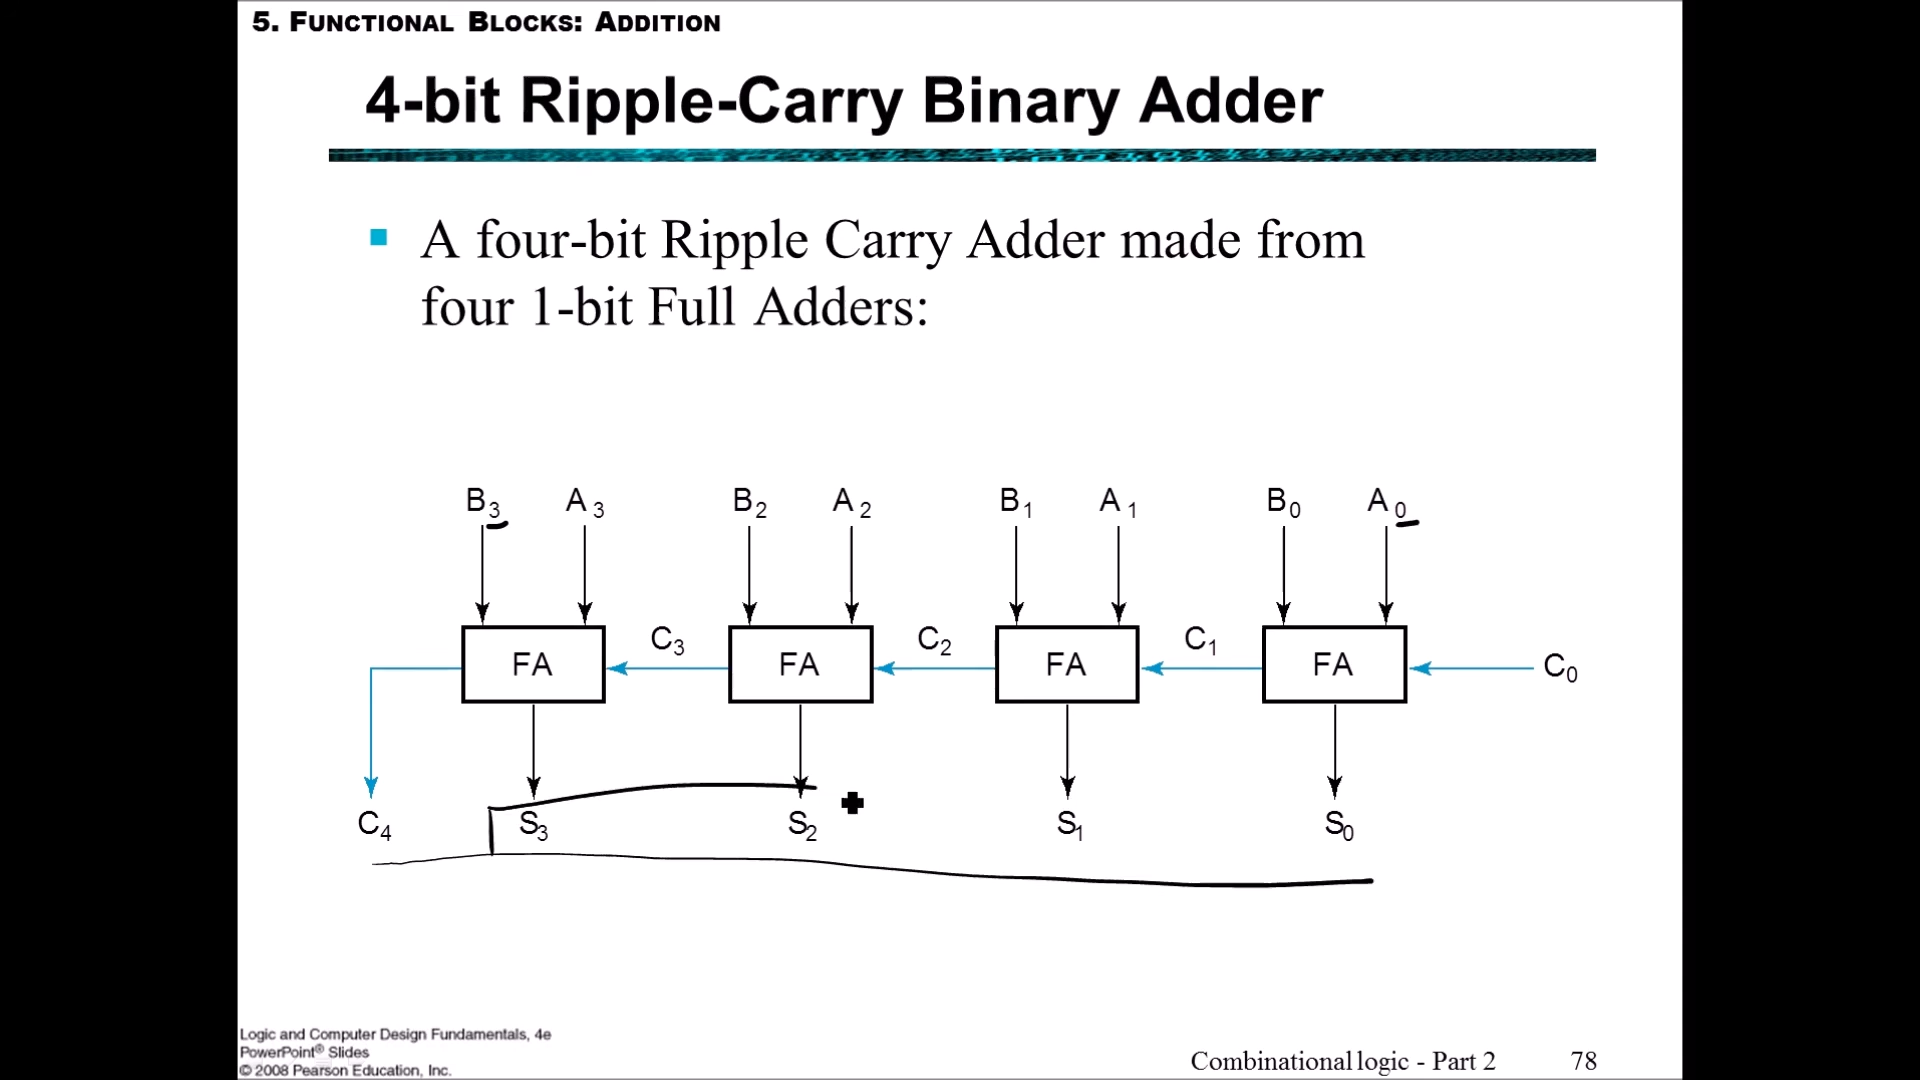 5. FUNCTIONAL BLOCKS: ADDITION
4-bit Ripple-Carry Binary Adder
A four-bit Ripple Carry Adder made from
four 1-bit Full Adders:
B3 A3 B2 A2 B1 A1 B0 A0
FA C3 FA C2 FA C1 FA C0
C4 S3 S2 S1 S0
Logic and Computer Design Fundamentals, 4e
PowerPoint® Slides
© 2008 Pearson Education, Inc.
Combinational logic - Part 2 78